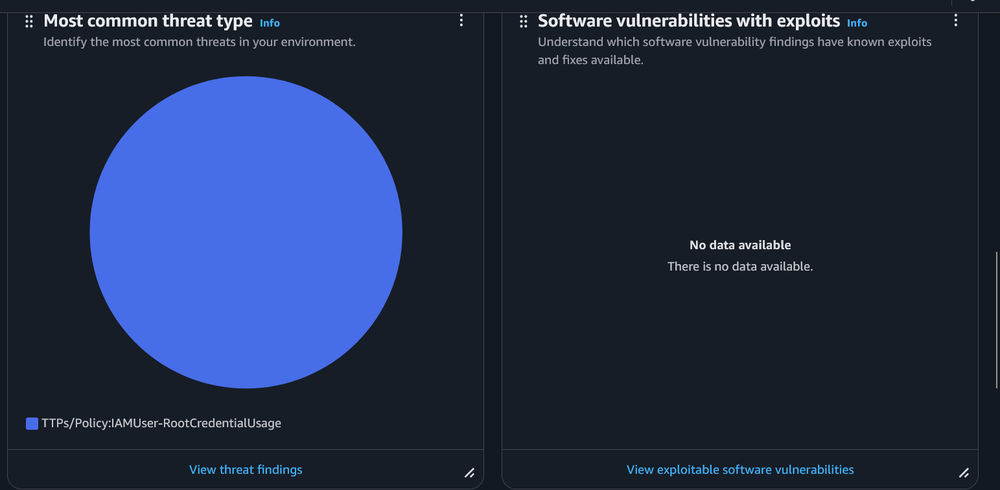 Most common threat type Info
Identify the most common threats in your environment.
TTPs/Policy:IAMUser-RootCredentialUsage
View threat findings
Software vulnerabilities with exploits Info
Understand which software vulnerability findings have known exploits
and fixes available.
No data available
There is no data available.
View exploitable software vulnerabilities